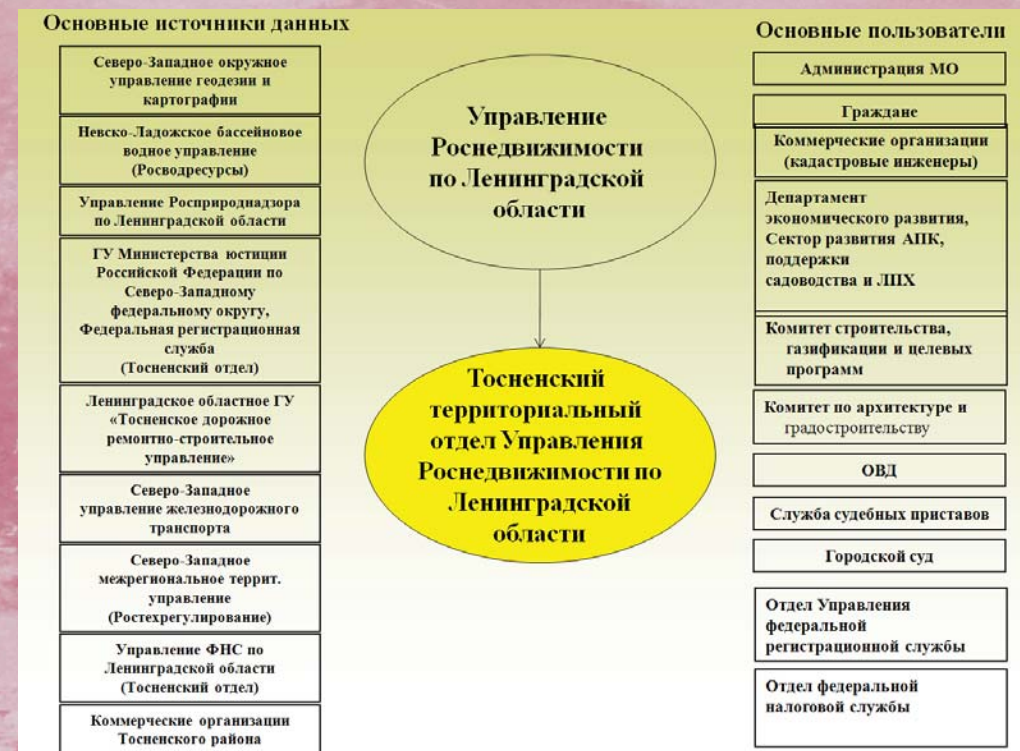 Основные источники данных
Северо-Западное окружное
управление геодезии и
картографии
Невско-Ладожское бассейновое
водное управление
(Росводресурсы)
Управление Росприроднадзора
по Ленинградской области
ГУ Министерства юстиции
Российской Федерации по
Северо-Западному
федеральному округу,
Федеральная регистрационная
служба
(Тосненский отдел)
Ленинградское областное ГУ
«Тосненское дорожное
ремонтно-строительное
управление»
Северо-Западное
управление железнодорожного
транспорта
Северо-Западное
межрегиональное террит.
управление
(Ростехрегулирование)
Управление ФНС по
Ленинградской области
(Тосненский отдел)
Коммерческие организации
Тосненского района
Управление
Роснедвижимости
по Ленинградской
области
Тосненский
территориальный
отдел Управления
Роснедвижимости по
Ленинградской
области
Основные пользователи
Администрация МО
Граждане
Коммерческие организации
(кадастровые инженеры)
Департамент
экономического развития,
Сектор развития АПК,
поддержки
садоводства и ЛПХ
Комитет строительства,
газификации и целевых
программ
Комитет по архитектуре и
градостроительству
ОВД
Служба судебных приставов
Городской суд
Отдел Управления
федеральной
регистрационной службы
Отдел федеральной
налоговой службы